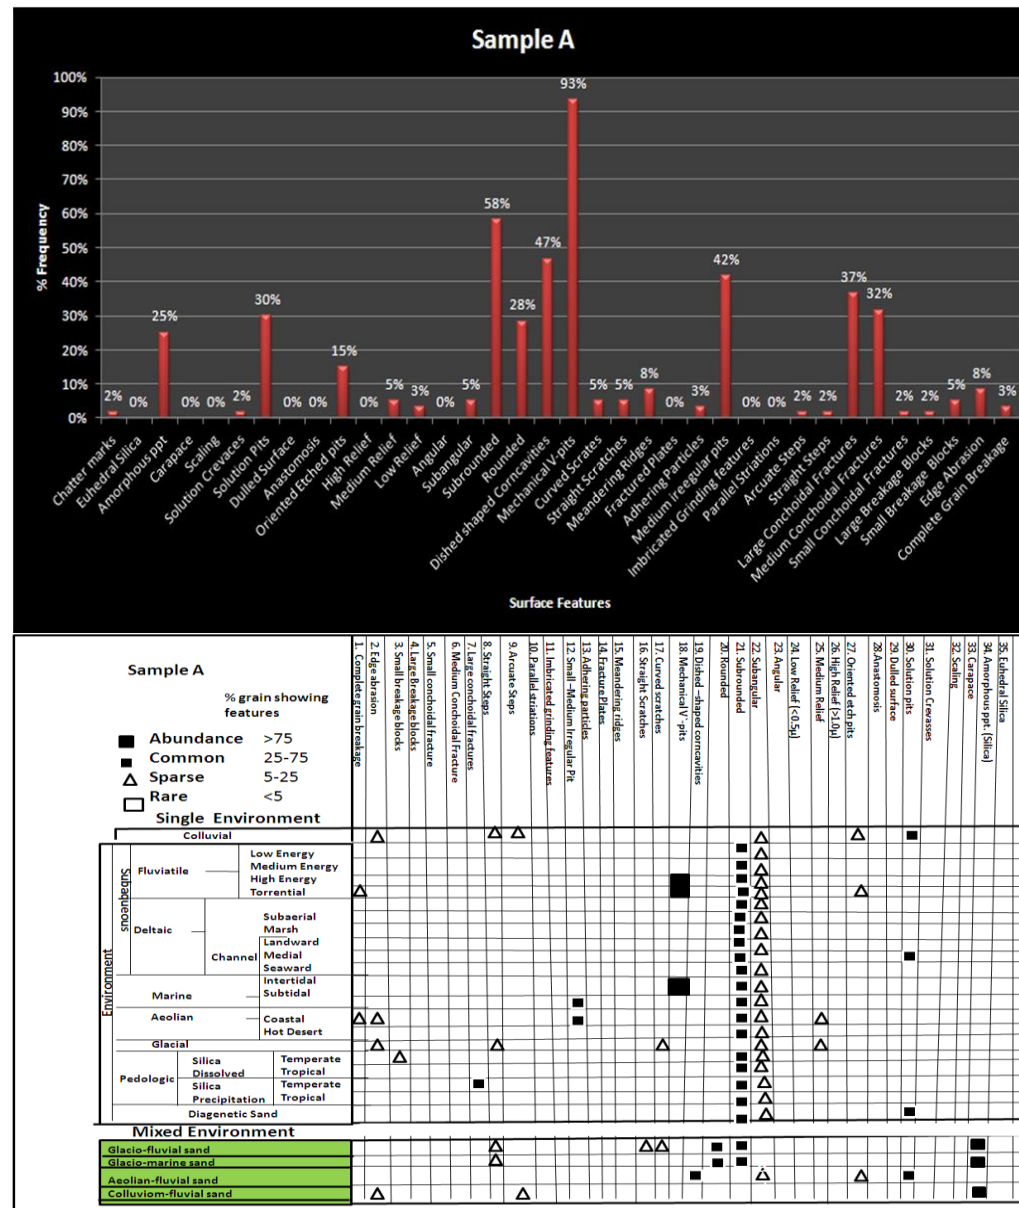 Sample A
100%
90%
80%
70%
60%
50%
40%
30%
20%
10%
0%
% Frequency
2%
0%
25%
0%
0%
2%
30%
0%
0%
15%
0%
5%
3%
0%
5%
58%
28%
47%
93%
5%
5%
8%
0%
3%
42%
0%
0%
2%
2%
37%
32%
2%
2%
5%
8%
3%
Chatter marks
Euhedral Silica
Amorphous ppt
Carapace
Scaling
Solution Crevaces
Solution Pits
Dulled Surface
Anastomosis
Oriented Etched pits
High Relief
Medium Relief
Low Relief
Angular
Subangular
Subrounded
Rounded
Dished shaped Corncavities
Mechanical V-pits
Curved Scrates
Straight Scratches
Meandering Ridges
Fractured Plates
Adhering Particles
Medium iregular pits
Imbricated Grinding features
Parallel Striations
Arcuate Steps
Straight Steps
Large Conchoidal Fractures
Medium Conchoidal Fractures
Small Conchoidal Fractures
Large Breakage Blocks
Small Breakage Blocks
Edge Abrasion
Complete Grain Breakage
Surface Features
Sample A
% grain showing
features
Abundance >75
Common 25-75
Sparse 5-25
Rare <5
Single Environment
1. Complete grain breakage
2. Edge abrasion
3. Small breakage blocks
4. Large Breakage blocks
5. Small conchoidal fracture
6. Medium Conchoidal Fracture
7. Large conchoidal fractures
8. Straight Steps
9. Arcuate Steps
10. Parallel striations
11. Imbricated grinding features
12. Small –Medium Irregular Pit
13. Adhering particles
14. Fracture Plates
15. Meandering ridges
16. Straight Scratches
17. Curved scratches
18. Mechanical V¯-pits
19. Dished –shaped corncavities
20. Rounded
21. Subrounded
22. Subangular
23. Angular
24. Low Relief (<0.5µ)
25. Medium Relief
26. High Relief (>1.0µ)
27. Oriented etch pits
28. Anastomosis
29. Dulled surface
30. Solution pits
31. Solution Crevasses
32. Scaling
33. Carapace
34. Amorphous ppt. (Silica)
35. Euhedral Silica
Colluvial
Environment
Subaqueous
Fluviatile
Low Energy
Medium Energy
High Energy
Torrential
Deltaic
Subaerial
Marsh
Channel
Landward
Medial
Seaward
Marine
Intertidal
Subtidal
Aeolian
Coastal
Hot Desert
Glacial
Pedologic
Silica
Dissolved
Temperate
Tropical
Silica
Precipitation
Temperate
Tropical
Diagenetic Sand
Mixed Environment
Glacio-fluvial sand
Glacio-marine sand
Aeolian-fluvial sand
Colluviom-fluvial sand